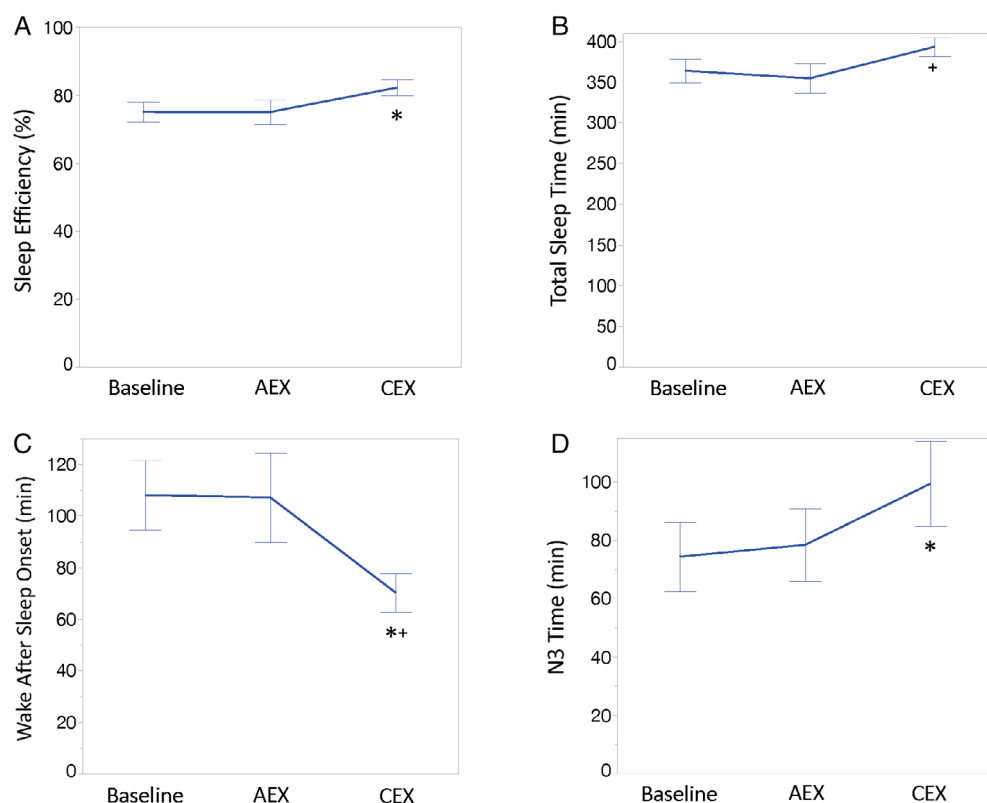 A
Sleep Efficiency (%)
100
80
60
40
20
0
Baseline AEX CEX
*
B
Total Sleep Time (min)
400
350
300
250
200
150
100
50
0
Baseline AEX CEX
+
C
Wake After Sleep Onset (min)
120
100
80
60
40
20
0
Baseline AEX CEX
*+
D
N3 Time (min)
100
80
60
40
20
0
Baseline AEX CEX
*